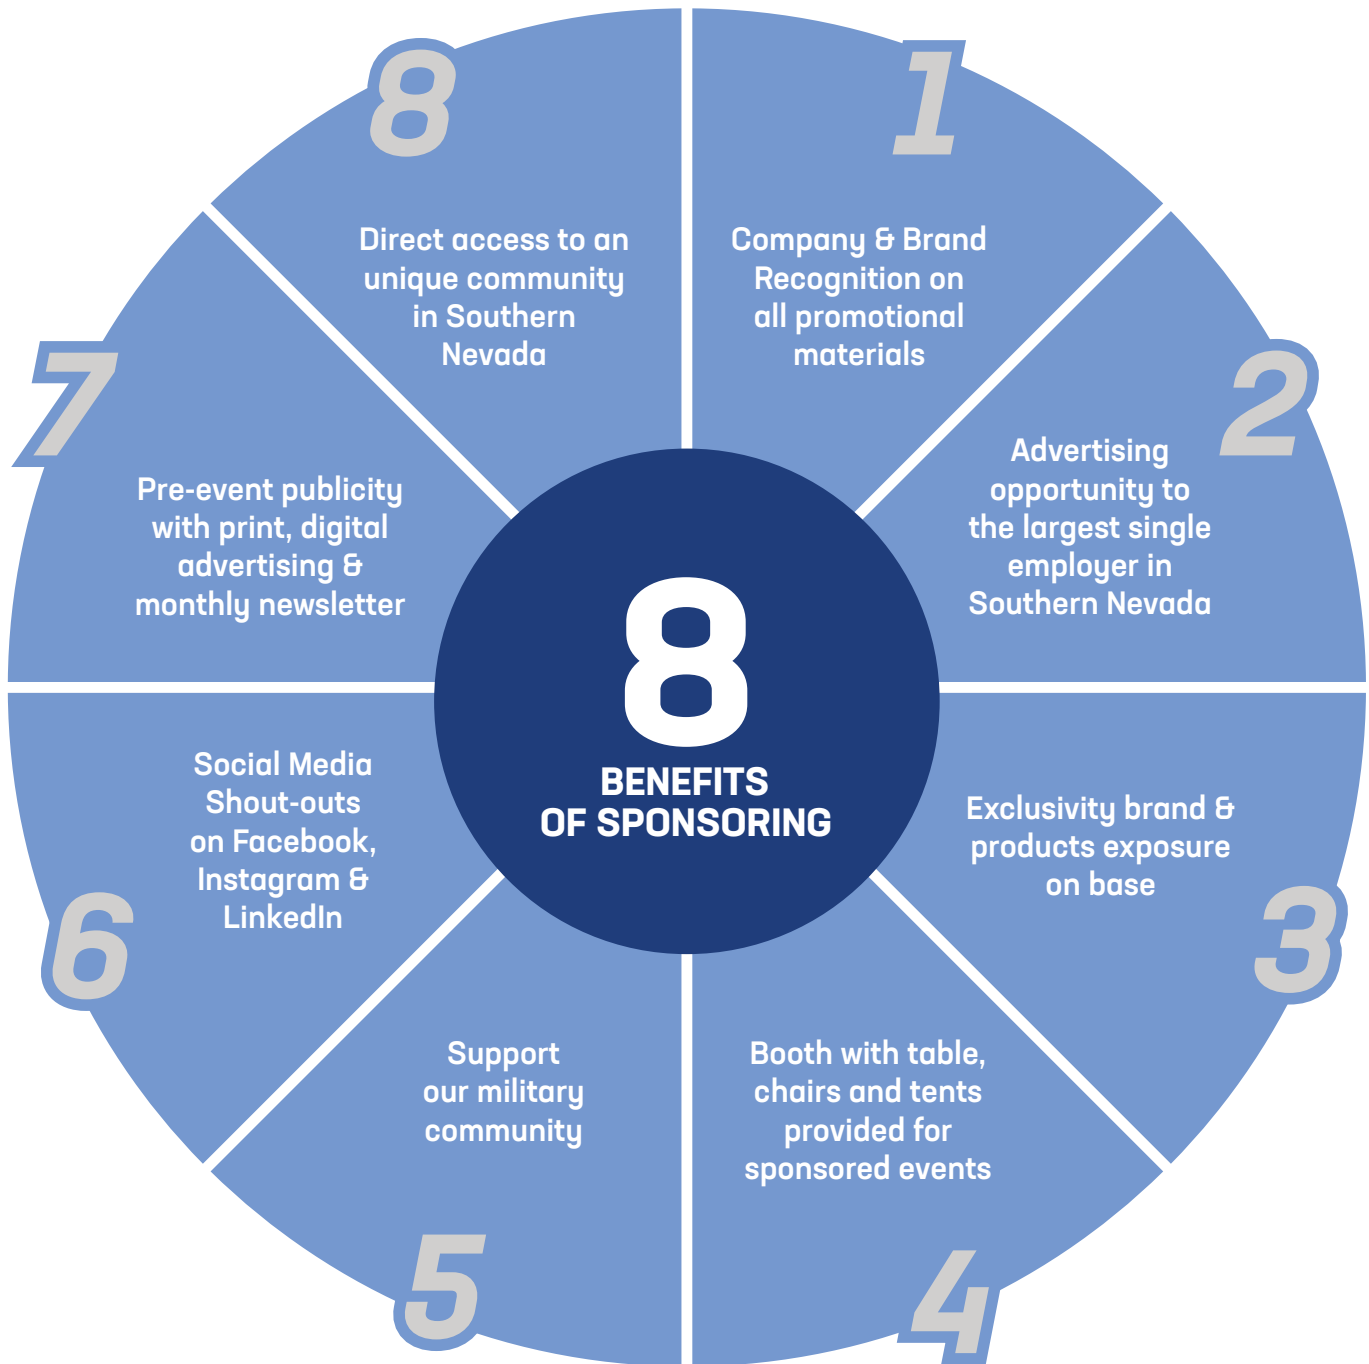 8
BENEFITS
OF SPONSORING
1
Company & Brand
Recognition on
all promotional
materials
2
Advertising
opportunity to
the largest single
employer in
Southern Nevada
3
Exclusivity brand &
products exposure
on base
4
Booth with table,
chairs and tents
provided for
sponsored events
5
Support
our military
community
6
Social Media
Shout-outs
on Facebook,
Instagram &
LinkedIn
7
Pre-event publicity
with print, digital
advertising &
monthly newsletter
8
Direct access to an
unique community
in Southern
Nevada